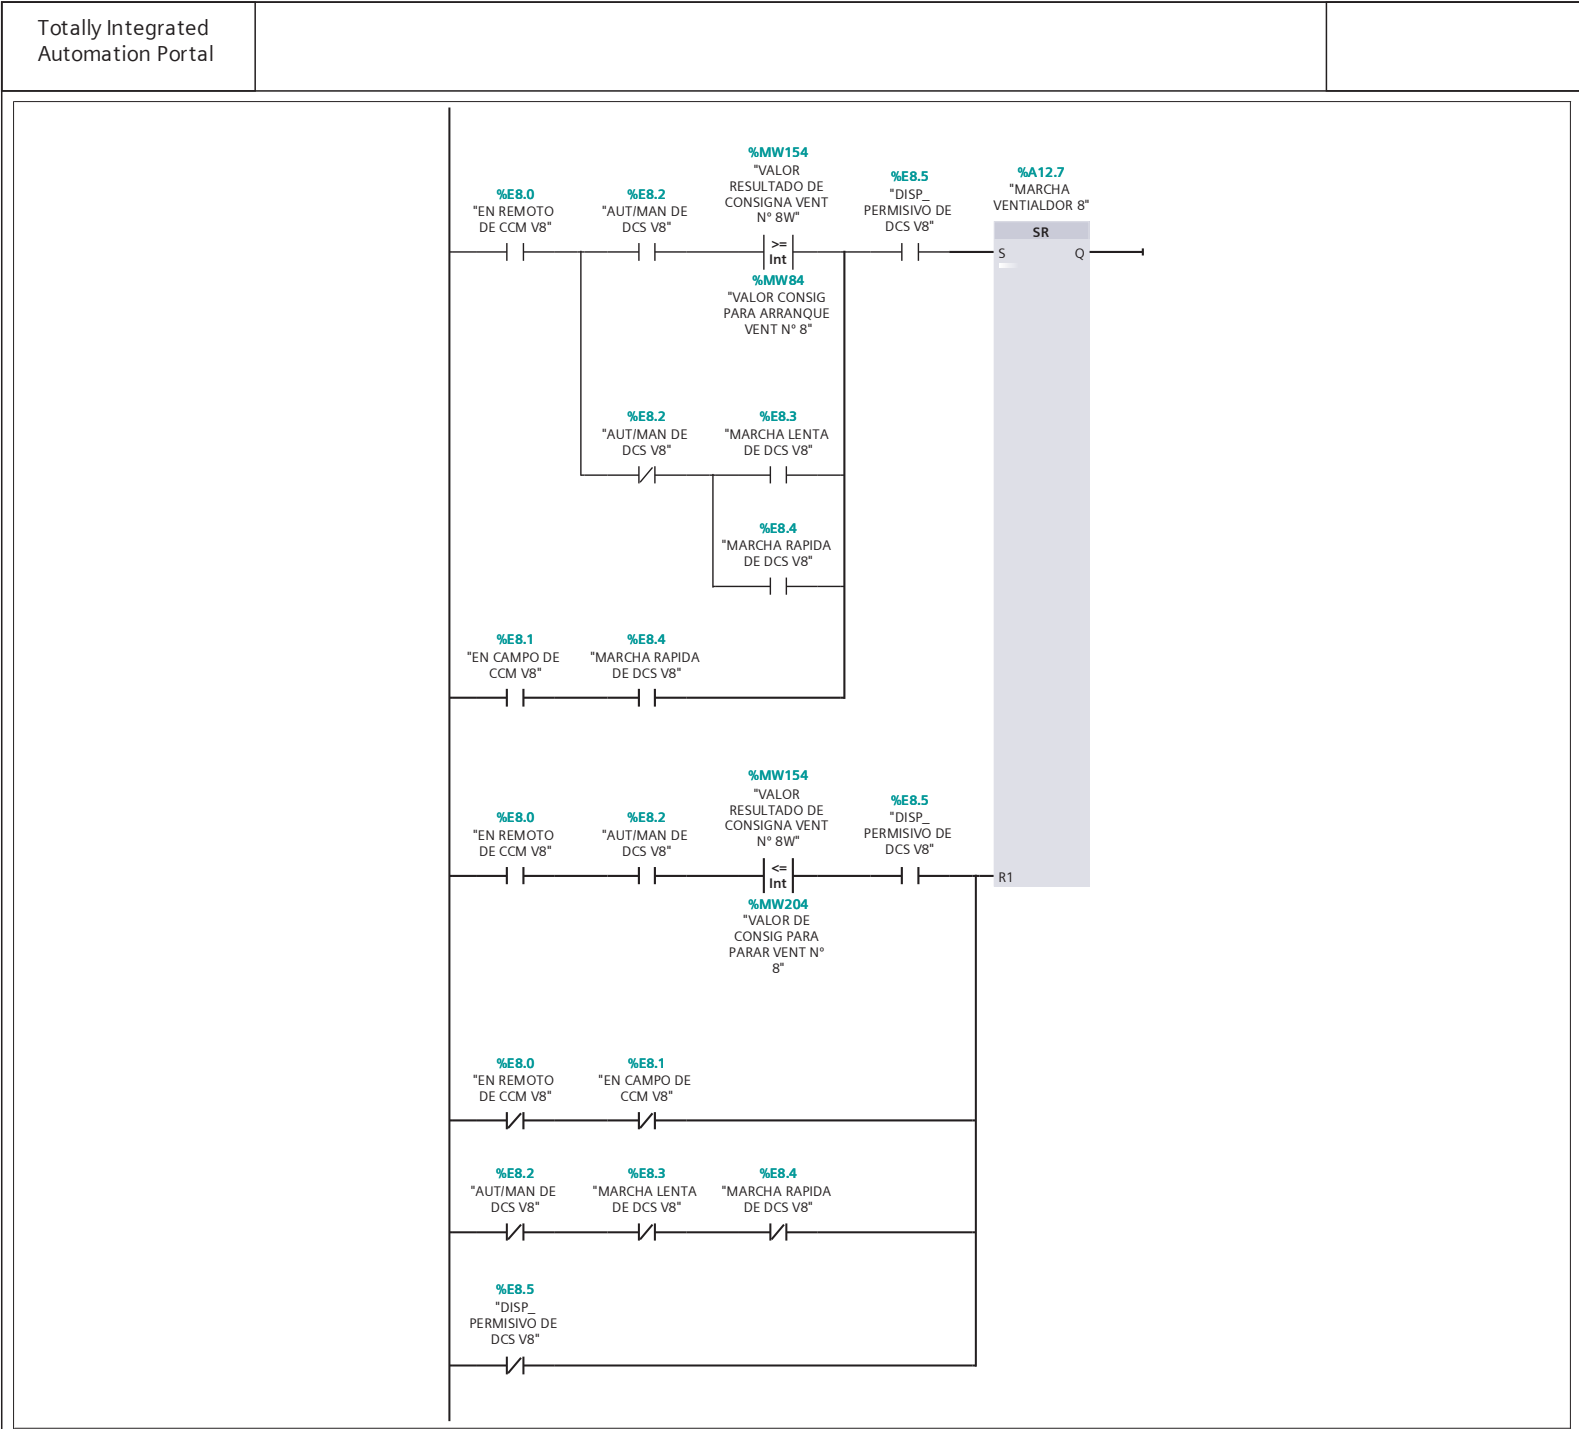 Totally Integrated
Automation Portal
%E8.0
"EN REMOTO
DE CCM V8"
%E8.2
"AUT/MAN DE
DCS V8"
%MW154
"VALOR
RESULTADO DE
CONSIGNA VENT
Nº 8W"
>=
Int
%MW84
"VALOR CONSIG
PARA ARRANQUE
VENT Nº 8"
%E8.5
"DISP_
PERMISIVO DE
DCS V8"
%A12.7
"MARCHA
VENTIALDOR 8"
SR
S
Q
%E8.2
"AUT/MAN DE
DCS V8"
%E8.3
"MARCHA LENTA
DE DCS V8"
%E8.4
"MARCHA RAPIDA
DE DCS V8"
%E8.1
"EN CAMPO DE
CCM V8"
%E8.4
"MARCHA RAPIDA
DE DCS V8"
%E8.0
"EN REMOTO
DE CCM V8"
%E8.2
"AUT/MAN DE
DCS V8"
%MW154
"VALOR
RESULTADO DE
CONSIGNA VENT
Nº 8W"
<=
Int
%MW204
"VALOR DE
CONSIG PARA
PARAR VENT Nº
8"
%E8.5
"DISP_
PERMISIVO DE
DCS V8"
R1
%E8.0
"EN REMOTO
DE CCM V8"
%E8.1
"EN CAMPO DE
CCM V8"
%E8.2
"AUT/MAN DE
DCS V8"
%E8.3
"MARCHA LENTA
DE DCS V8"
%E8.4
"MARCHA RAPIDA
DE DCS V8"
%E8.5
"DISP_
PERMISIVO DE
DCS V8"